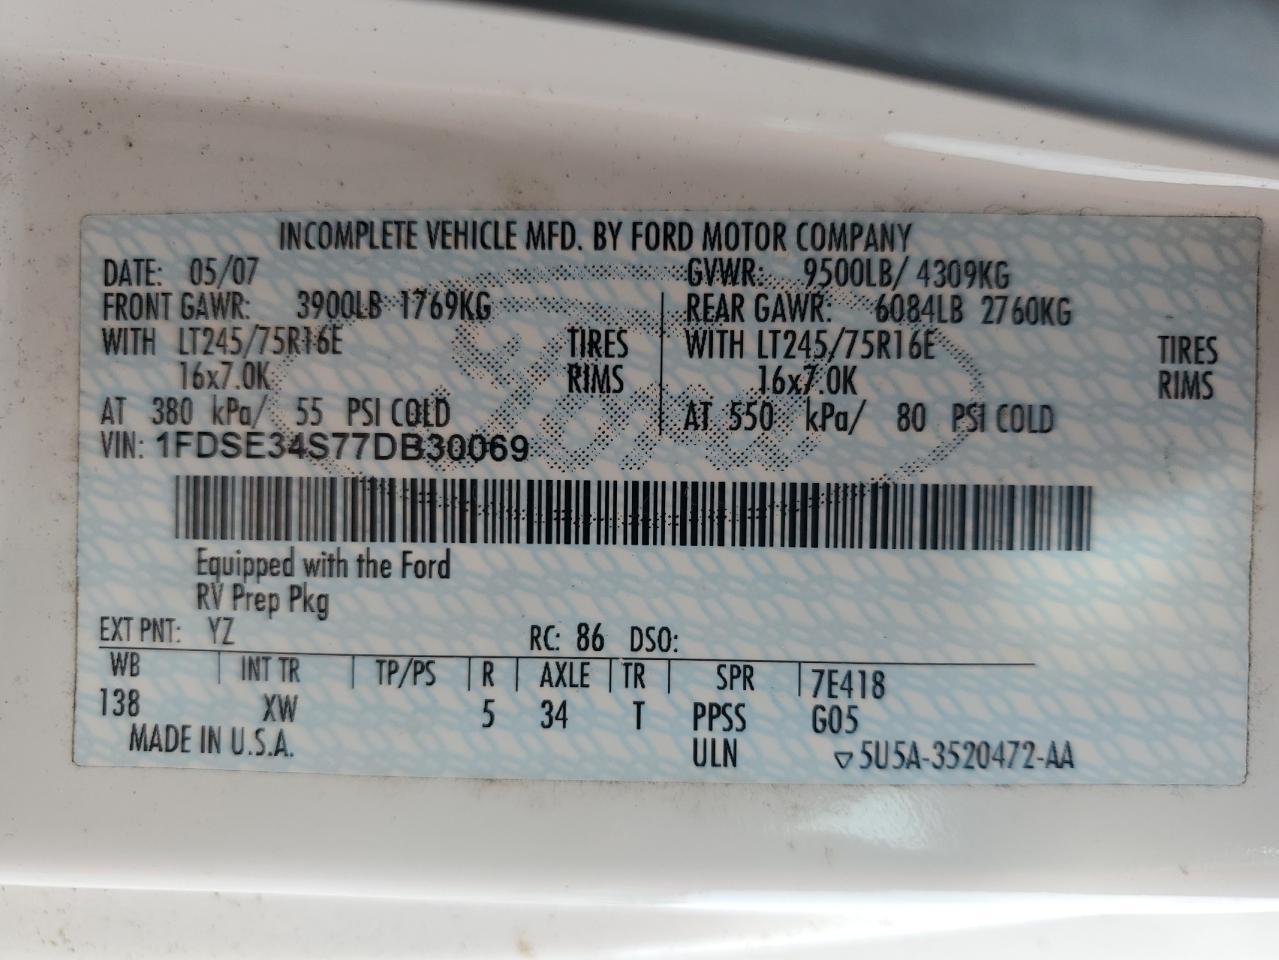 INCOMPLETE VEHICLE MFD. BY FORD MOTOR COMPANY
DATE: 05/07 GVWR: 9500LB/ 4309KG
FRONT GAWR: 3900LB 1769KG REAR GAWR: 6084LB 2760KG
WITH LT245/75R16E TIRES WITH LT245/75R16E TIRES
16x7.0K RIMS 16x7.0K RIMS
AT 380 kPa/ 55 PSI COLD AT 550 kPa/ 80 PSI COLD
VIN: 1FDSE34S77DB30069
Ford
Equipped with the Ford
RV Prep Pkg
EXT PNT: YZ RC: 86 DSO:
WB INT TR TP/PS R AXLE TR SPR 7E418
138 XW 5 34 T PPSS G05
MADE IN U.S.A. ULN ▽5U5A-3520472-AA